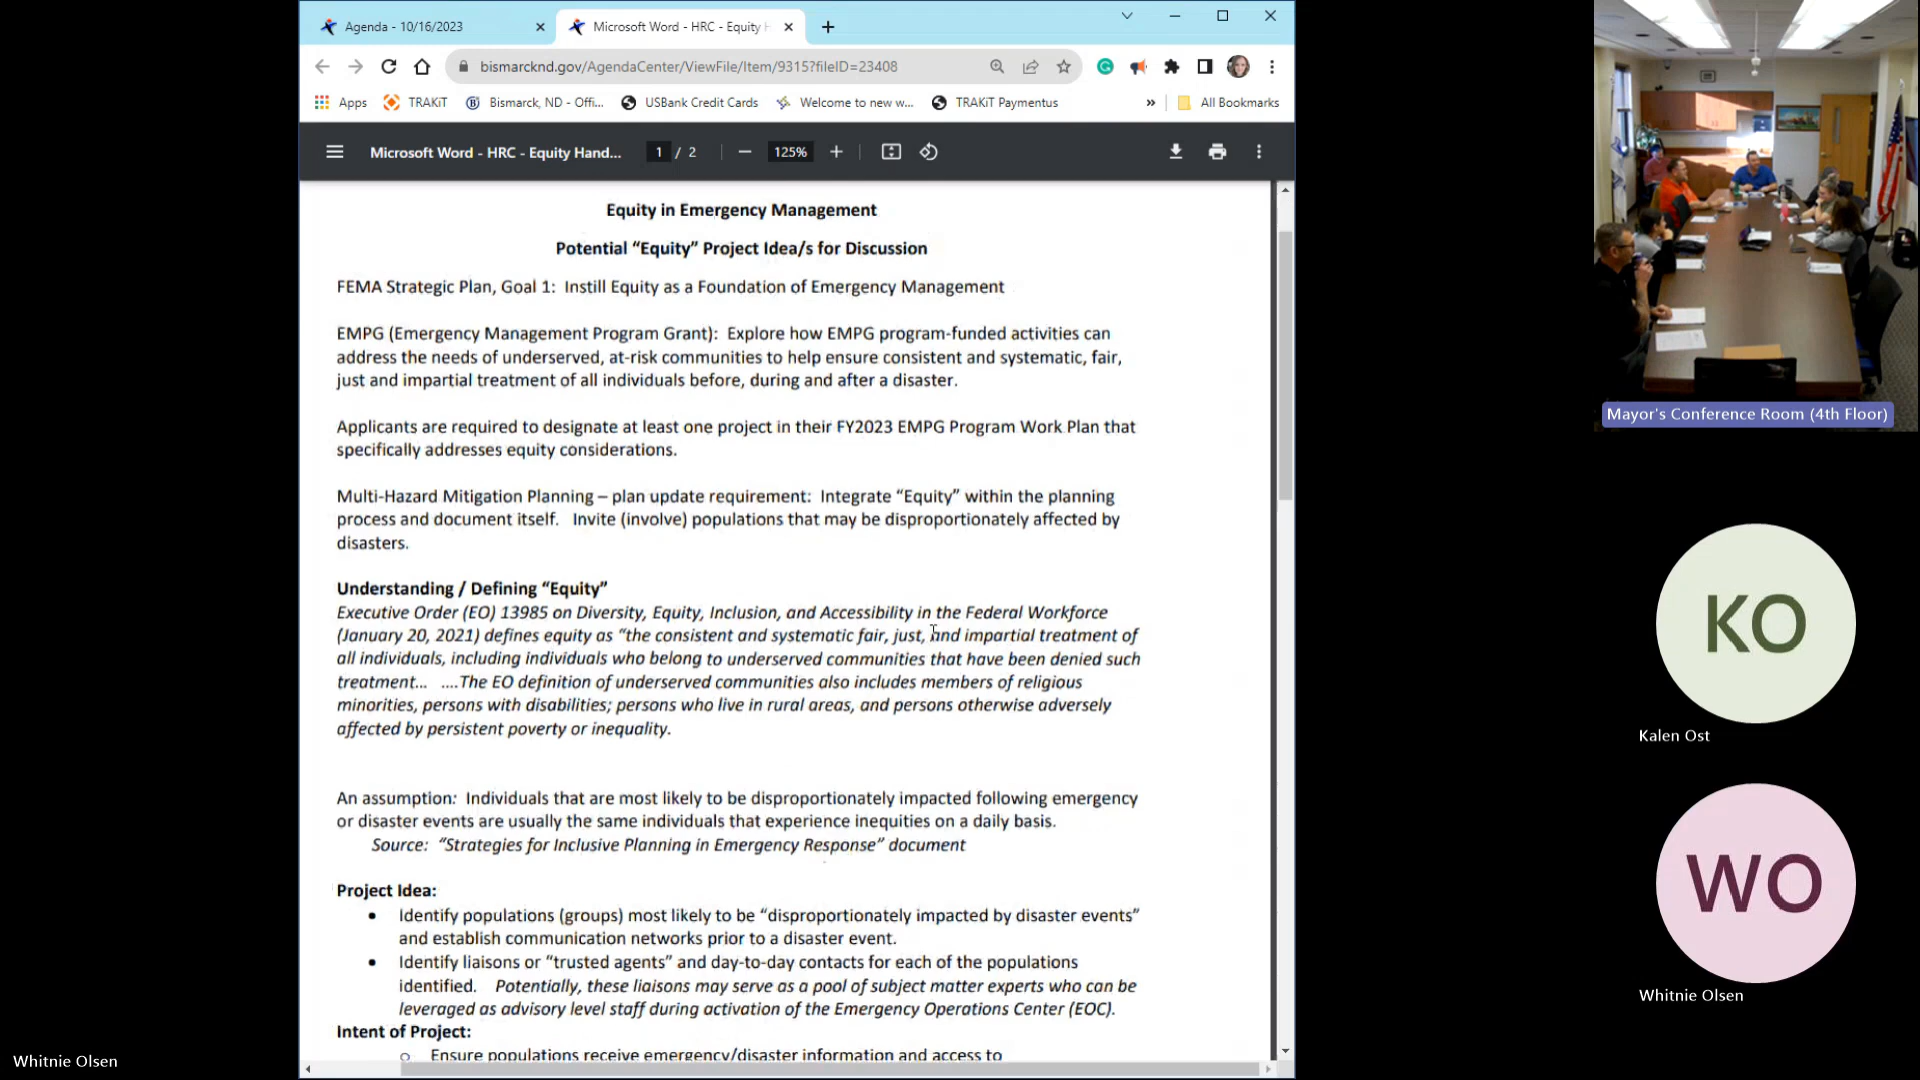 Agenda - 10/16/2023
Microsoft Word - HRC - Equity H
bismarcknd.gov/AgendaCenter/ViewFile/Item/9315?fileID=23408
Apps
TRAKiT
Bismarck, ND - Offi...
USBank Credit Cards
Welcome to new w...
TRAKiT Paymentus
»
All Bookmarks
Microsoft Word - HRC - Equity Hand...
1 / 2
125%
Equity in Emergency Management
Potential “Equity” Project Idea/s for Discussion
FEMA Strategic Plan, Goal 1: Instill Equity as a Foundation of Emergency Management
EMPG (Emergency Management Program Grant): Explore how EMPG program-funded activities can
address the needs of underserved, at-risk communities to help ensure consistent and systematic, fair,
just and impartial treatment of all individuals before, during and after a disaster.
Applicants are required to designate at least one project in their FY2023 EMPG Program Work Plan that
specifically addresses equity considerations.
Multi-Hazard Mitigation Planning – plan update requirement: Integrate “Equity” within the planning
process and document itself. Invite (involve) populations that may be disproportionately affected by
disasters.
Understanding / Defining “Equity”
Executive Order (EO) 13985 on Diversity, Equity, Inclusion, and Accessibility in the Federal Workforce
(January 20, 2021) defines equity as “the consistent and systematic fair, just, and impartial treatment of
all individuals, including individuals who belong to underserved communities that have been denied such
treatment... ....The EO definition of underserved communities also includes members of religious
minorities, persons with disabilities; persons who live in rural areas, and persons otherwise adversely
affected by persistent poverty or inequality.
An assumption: Individuals that are most likely to be disproportionately impacted following emergency
or disaster events are usually the same individuals that experience inequities on a daily basis.
Source: “Strategies for Inclusive Planning in Emergency Response” document
Project Idea:
• Identify populations (groups) most likely to be “disproportionately impacted by disaster events”
and establish communication networks prior to a disaster event.
• Identify liaisons or “trusted agents” and day-to-day contacts for each of the populations
identified. Potentially, these liaisons may serve as a pool of subject matter experts who can be
leveraged as advisory level staff during activation of the Emergency Operations Center (EOC).
Intent of Project:
o Ensure populations receive emergency/disaster information and access to
Mayor's Conference Room (4th Floor)
KO
Kalen Ost
WO
Whitnie Olsen
Whitnie Olsen